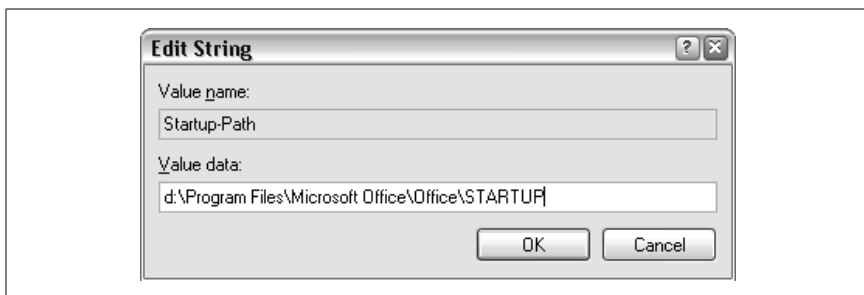 Edit String
Value name:
Startup-Path
Value data:
d:\Program Files\Microsoft Office\Office\STARTUP
OK Cancel